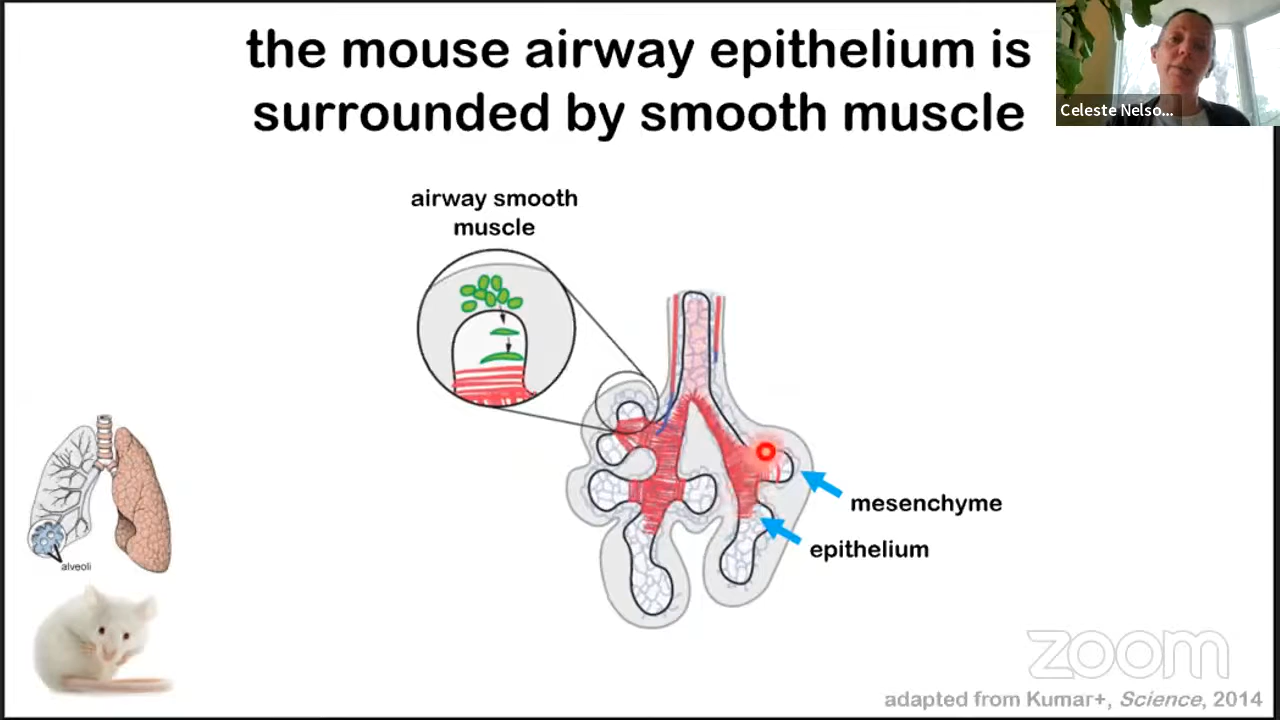 the mouse airway epithelium is
surrounded by smooth muscle
Celeste Nelso...
airway smooth
muscle
mesenchyme
epithelium
alveoli
zoom
adapted from Kumar+, Science, 2014